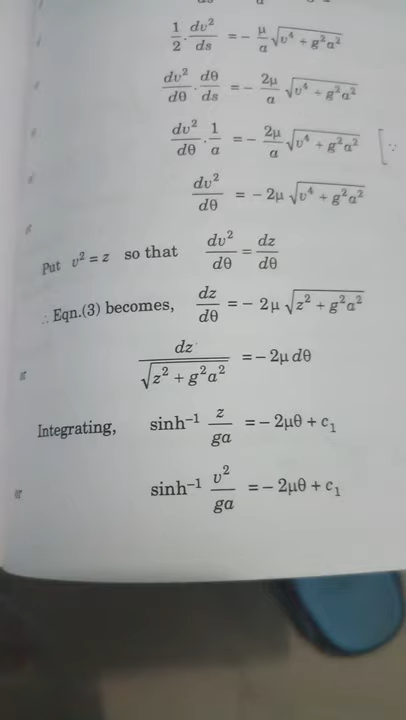 1/2 . dv²/ds = − μ/a √(v⁴ + g²a²)
dv²/dθ . dθ/ds = − 2μ/a √(v⁴ + g²a²)
dv²/dθ . 1/a = − 2μ/a √(v⁴ + g²a²) [∵
dv²/dθ = − 2μ √(v⁴ + g²a²)
or
Put v² = z so that dv²/dθ = dz/dθ
∴ Eqn.(3) becomes, dz/dθ = − 2μ √(z² + g²a²)
or dz/√(z² + g²a²) = − 2μ dθ
Integrating, sinh⁻¹ z/ga = − 2μθ + c₁
or sinh⁻¹ v²/ga = − 2μθ + c₁